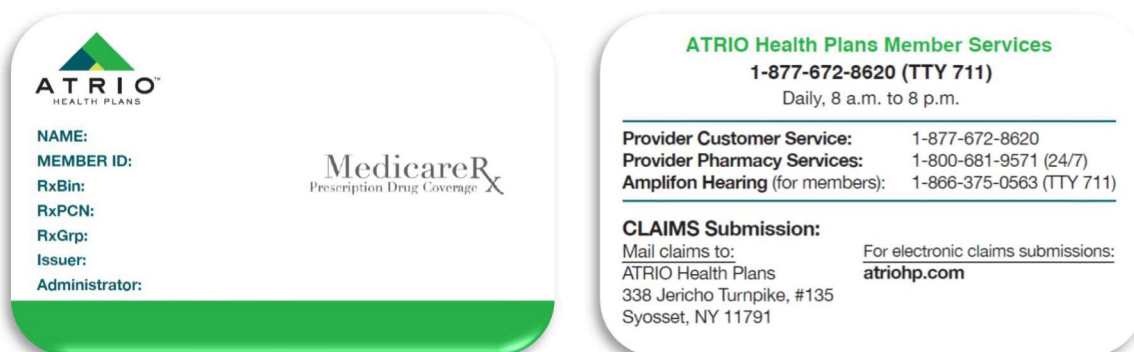 ATRIO™
HEALTH PLANS
NAME:
MEMBER ID:
RxBin:
RxPCN:
RxGrp:
Issuer:
Administrator:
MedicareRx
Prescription Drug Coverage
ATRIO Health Plans Member Services
1-877-672-8620 (TTY 711)
Daily, 8 a.m. to 8 p.m.
Provider Customer Service: 1-877-672-8620
Provider Pharmacy Services: 1-800-681-9571 (24/7)
Amplifon Hearing (for members): 1-866-375-0563 (TTY 711)
CLAIMS Submission:
Mail claims to:
ATRIO Health Plans
338 Jericho Turnpike, #135
Syosset, NY 11791
For electronic claims submissions:
atriohp.com